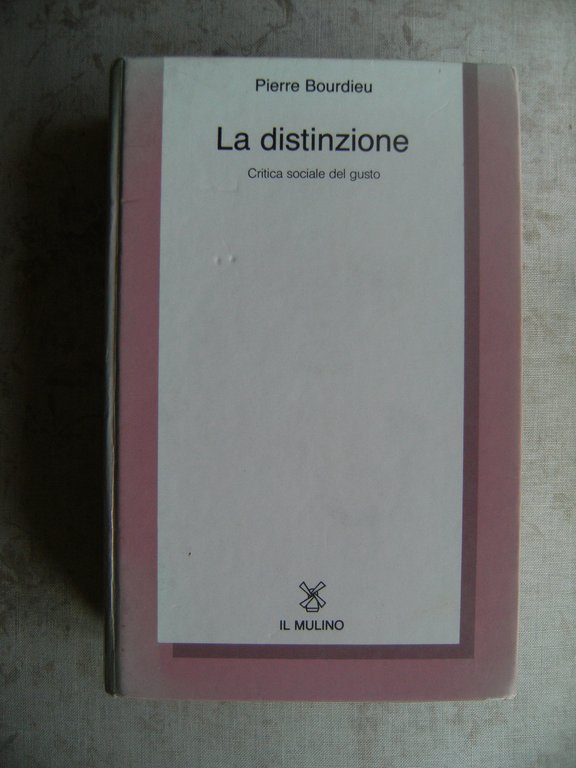 Pierre Bourdieu
La distinzione
Critica sociale del gusto
IL MULINO